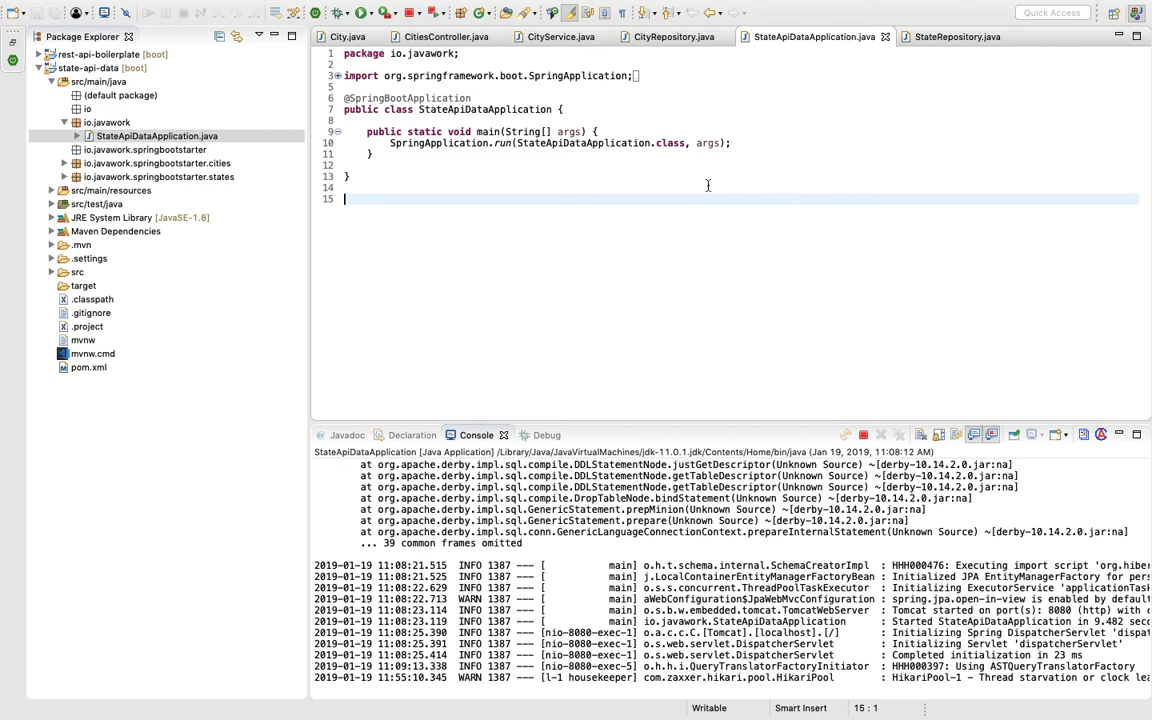 Quick Access
Package Explorer
City.java
CitiesController.java
CityService.java
CityRepository.java
StateApiDataApplication.java
StateRepository.java
rest-api-boilerplate [boot]
state-api-data [boot]
src/main/java
(default package)
io
io.javawork
StateApiDataApplication.java
io.javawork.springbootstarter
io.javawork.springbootstarter.cities
io.javawork.springbootstarter.states
src/main/resources
src/test/java
JRE System Library [JavaSE-1.8]
Maven Dependencies
.mvn
.settings
src
target
.classpath
.gitignore
.project
mvnw
mvnw.cmd
pom.xml
1 package io.javawork;
2
3 import org.springframework.boot.SpringApplication;
5
6 @SpringBootApplication
7 public class StateApiDataApplication {
8
9 public static void main(String[] args) {
10 SpringApplication.run(StateApiDataApplication.class, args);
11 }
12
13 }
14
15
Javadoc
Declaration
Console
Debug
StateApiDataApplication [Java Application] /Library/Java/JavaVirtualMachines/jdk-11.0.1.jdk/Contents/Home/bin/java (Jan 19, 2019, 11:08:12 AM)
at org.apache.derby.impl.sql.compile.DDLStatementNode.justGetDescriptor(Unknown Source) ~[derby-10.14.2.0.jar:na]
at org.apache.derby.impl.sql.compile.DDLStatementNode.getTableDescriptor(Unknown Source) ~[derby-10.14.2.0.jar:na]
at org.apache.derby.impl.sql.compile.DDLStatementNode.getTableDescriptor(Unknown Source) ~[derby-10.14.2.0.jar:na]
at org.apache.derby.impl.sql.compile.DropTableNode.bindStatement(Unknown Source) ~[derby-10.14.2.0.jar:na]
at org.apache.derby.impl.sql.GenericStatement.prepMinion(Unknown Source) ~[derby-10.14.2.0.jar:na]
at org.apache.derby.impl.sql.GenericStatement.prepare(Unknown Source) ~[derby-10.14.2.0.jar:na]
at org.apache.derby.impl.sql.conn.GenericLanguageConnectionContext.prepareInternalStatement(Unknown Source) ~[derby-10.14.2.0.jar:na]
... 39 common frames omitted
2019-01-19 11:08:21.515 INFO 1387 --- [ main] o.h.t.schema.internal.SchemaCreatorImpl : HHH000476: Executing import script 'org.hiber
2019-01-19 11:08:21.525 INFO 1387 --- [ main] j.LocalContainerEntityManagerFactoryBean : Initialized JPA EntityManagerFactory for pers
2019-01-19 11:08:22.629 INFO 1387 --- [ main] o.s.s.concurrent.ThreadPoolTaskExecutor : Initializing ExecutorService 'applicationTask
2019-01-19 11:08:22.713 WARN 1387 --- [ main] aWebConfiguration$JpaWebMvcConfiguration : spring.jpa.open-in-view is enabled by default
2019-01-19 11:08:23.114 INFO 1387 --- [ main] o.s.b.w.embedded.tomcat.TomcatWebServer : Tomcat started on port(s): 8080 (http) with c
2019-01-19 11:08:23.119 INFO 1387 --- [ main] io.javawork.StateApiDataApplication : Started StateApiDataApplication in 9.482 seco
2019-01-19 11:08:25.390 INFO 1387 --- [nio-8080-exec-1] o.a.c.c.C.[Tomcat].[localhost].[/] : Initializing Spring DispatcherServlet 'dispat
2019-01-19 11:08:25.391 INFO 1387 --- [nio-8080-exec-1] o.s.web.servlet.DispatcherServlet : Initializing Servlet 'dispatcherServlet'
2019-01-19 11:08:25.414 INFO 1387 --- [nio-8080-exec-1] o.s.web.servlet.DispatcherServlet : Completed initialization in 23 ms
2019-01-19 11:09:13.338 INFO 1387 --- [nio-8080-exec-5] o.h.h.i.QueryTranslatorFactoryInitiator : HHH000397: Using ASTQueryTranslatorFactory
2019-01-19 11:55:10.345 WARN 1387 --- [l-1 housekeeper] com.zaxxer.hikari.pool.HikariPool : HikariPool-1 - Thread starvation or clock lea
Writable
Smart Insert
15 : 1